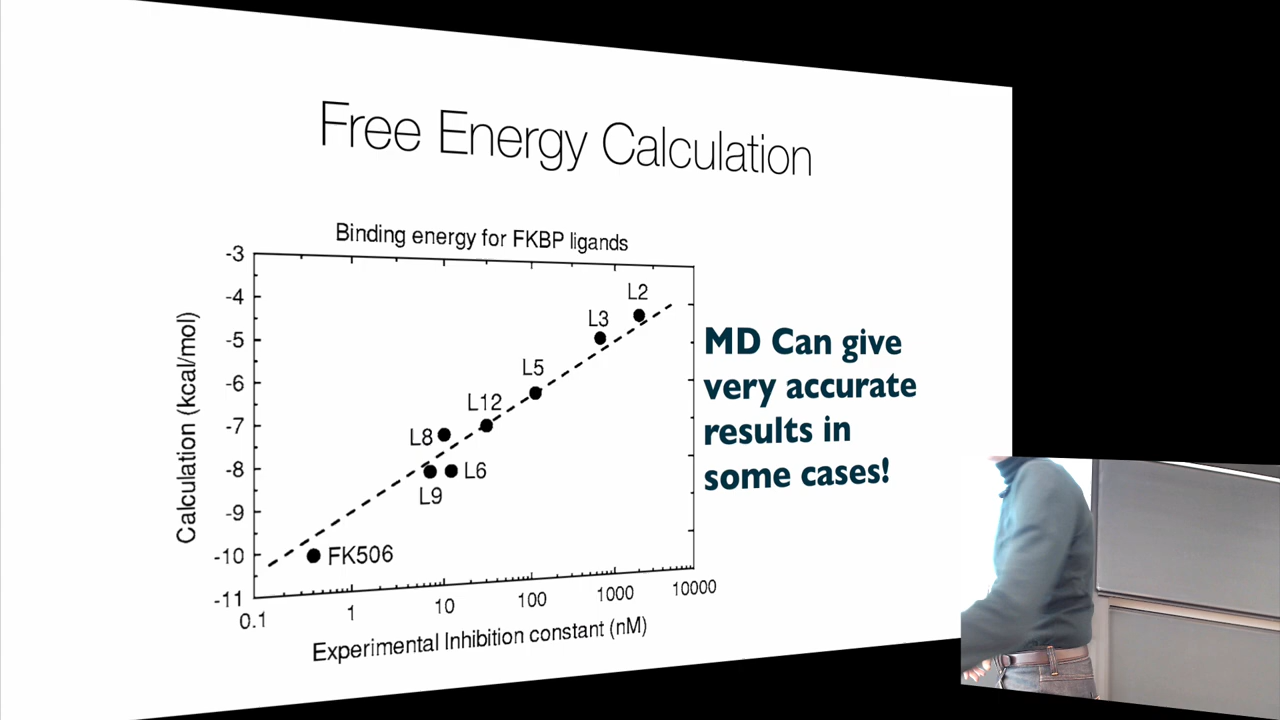 Free Energy Calculation
Binding energy for FKBP ligands
-3
-4
-5
-6
-7
-8
-9
-10
-11
Calculation (kcal/mol)
L2
L3
L5
L12
L8
L6
L9
FK506
0.1
1
10
100
1000
10000
Experimental Inhibition constant (nM)
MD Can give
very accurate
results in
some cases!